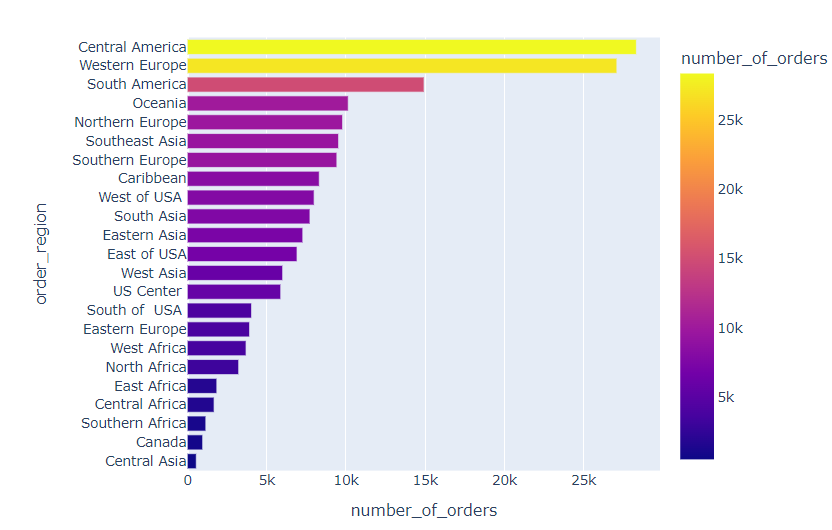 Central America
Western Europe
South America
Oceania
Northern Europe
Southeast Asia
Southern Europe
Caribbean
West of USA
South Asia
Eastern Asia
East of USA
West Asia
US Center
South of  USA
Eastern Europe
West Africa
North Africa
East Africa
Central Africa
Southern Africa
Canada
Central Asia
order_region
0 5k 10k 15k 20k 25k
number_of_orders
number_of_orders
25k
20k
15k
10k
5k